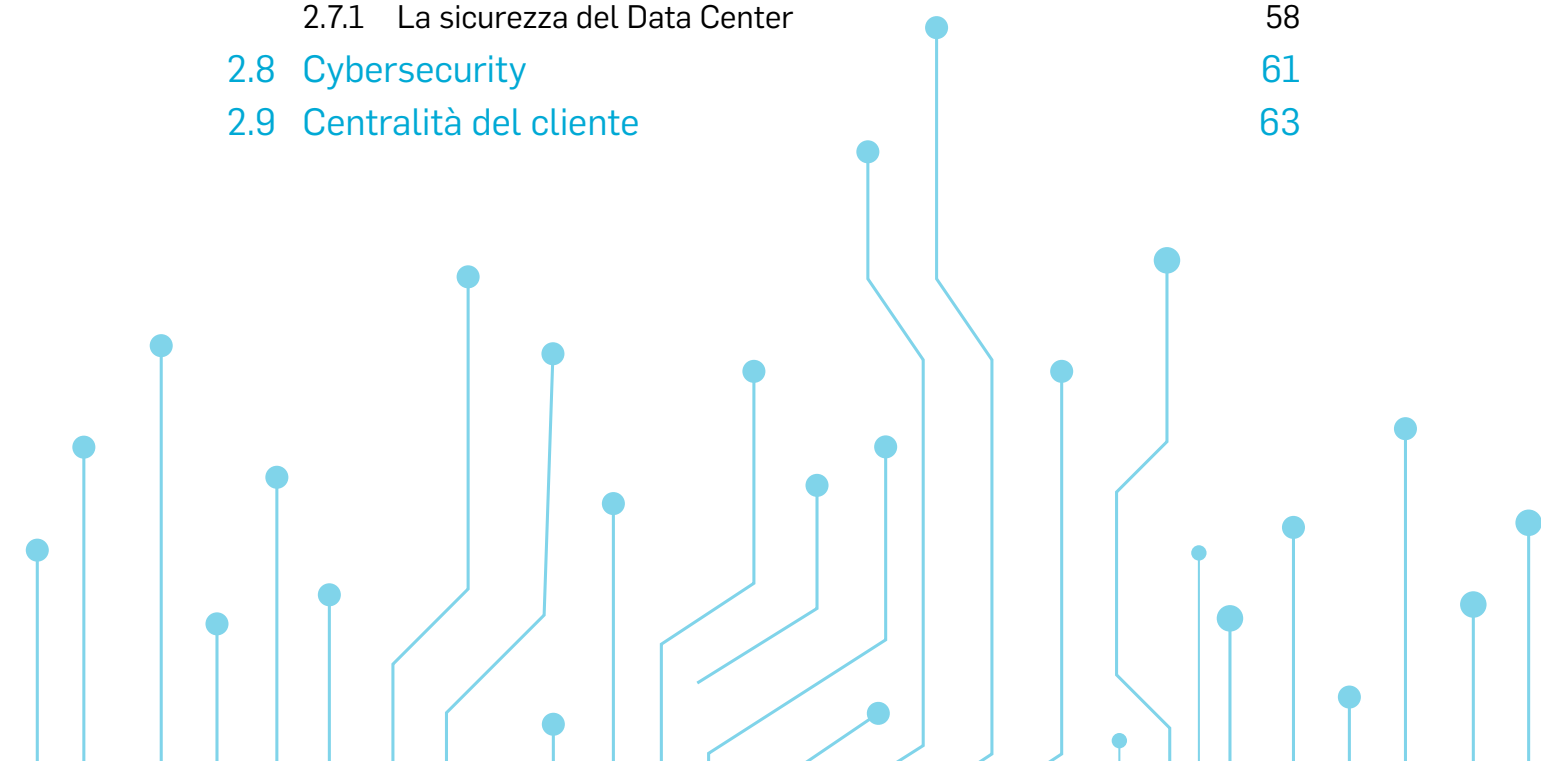 2.7.1 La sicurezza del Data Center 58
2.8 Cybersecurity 61
2.9 Centralità del cliente 63